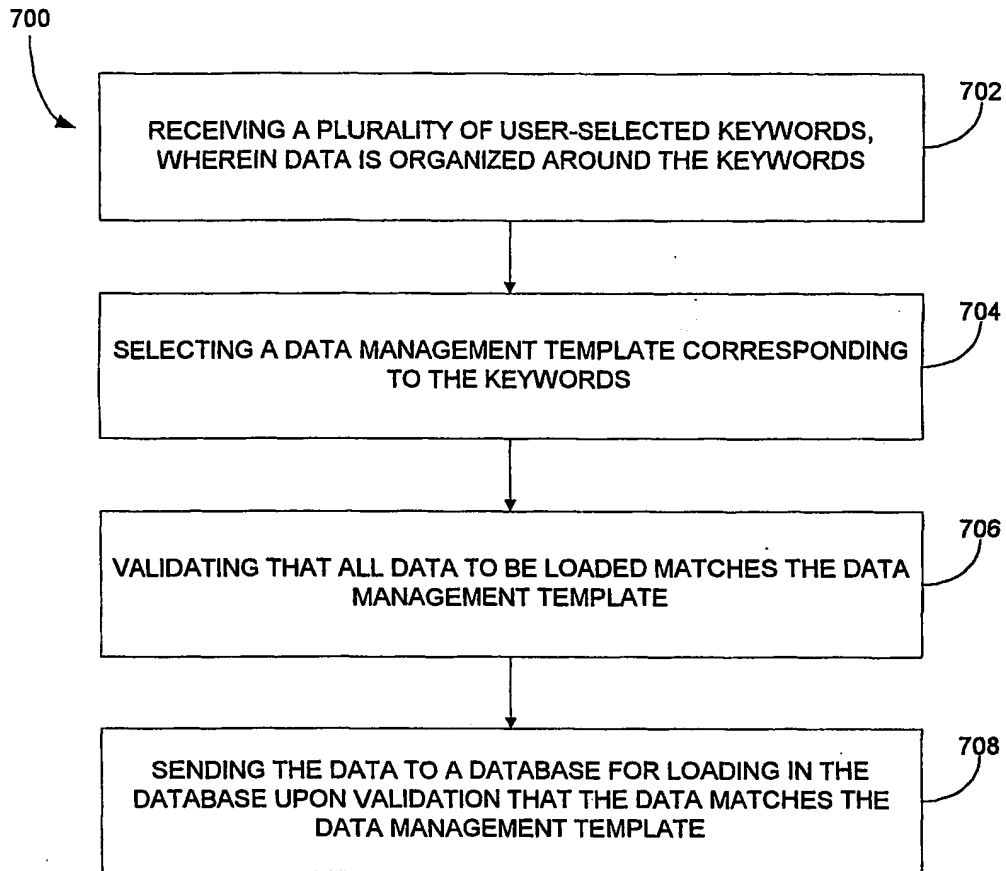 700
702
RECEIVING A PLURALITY OF USER-SELECTED KEYWORDS,
WHEREIN DATA IS ORGANIZED AROUND THE KEYWORDS
704
SELECTING A DATA MANAGEMENT TEMPLATE CORRESPONDING
TO THE KEYWORDS
706
VALIDATING THAT ALL DATA TO BE LOADED MATCHES THE DATA
MANAGEMENT TEMPLATE
708
SENDING THE DATA TO A DATABASE FOR LOADING IN THE
DATABASE UPON VALIDATION THAT THE DATA MATCHES THE
DATA MANAGEMENT TEMPLATE